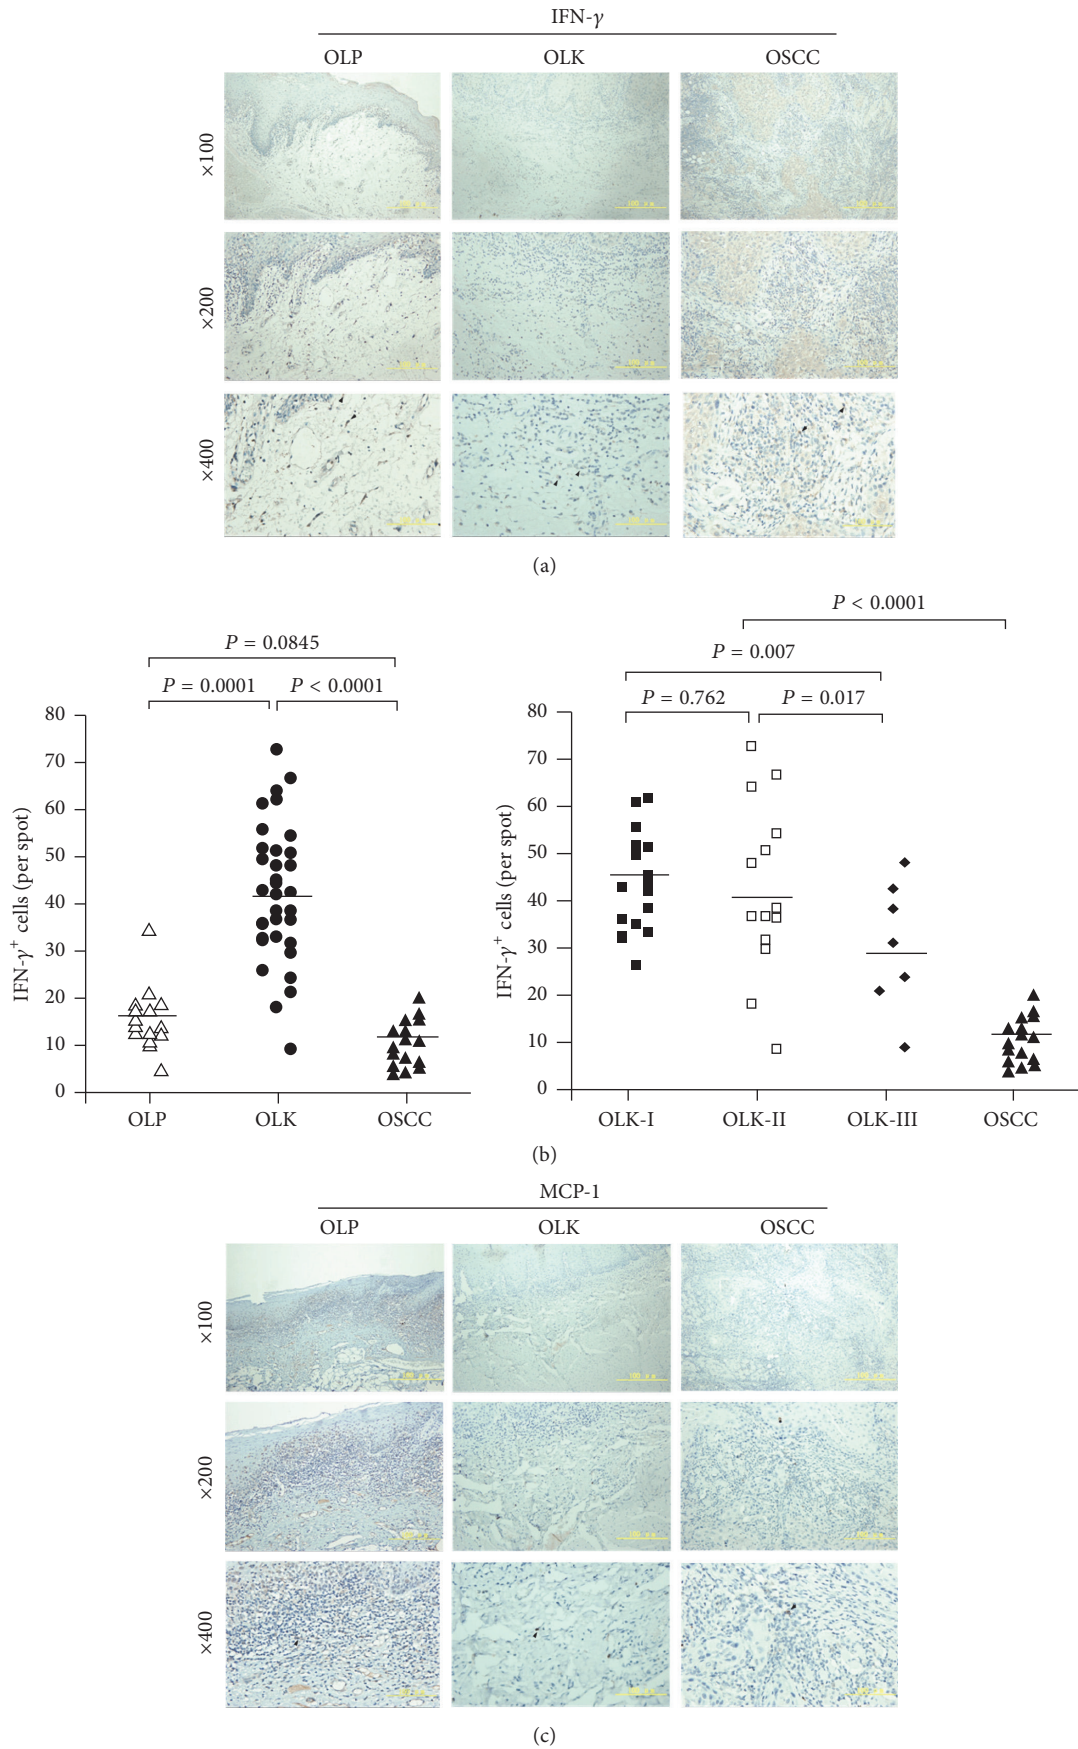 IFN-γ
OLP OLK OSCC
×100
×200
×400
(a)
P < 0.0001
P = 0.0845
P = 0.007
P = 0.0001 P < 0.0001
P = 0.762 P = 0.017
80
70
60
50
40
30
20
10
0
IFN-γ+ cells (per spot)
OLP OLK OSCC
80
70
60
50
40
30
20
10
0
IFN-γ+ cells (per spot)
OLK-I OLK-II OLK-III OSCC
(b)
MCP-1
OLP OLK OSCC
×100
×200
×400
(c)